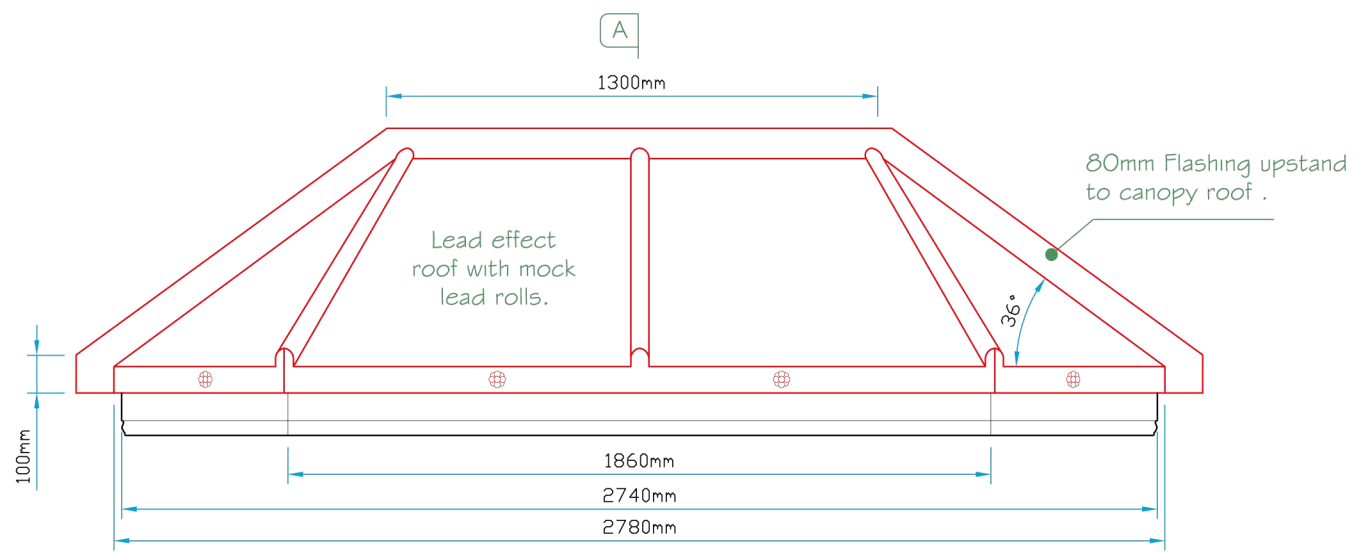 A
1300mm
80mm Flashing upstand
to canopy roof .
Lead effect
roof with mock
lead rolls.
36°
100mm
1860mm
2740mm
2780mm